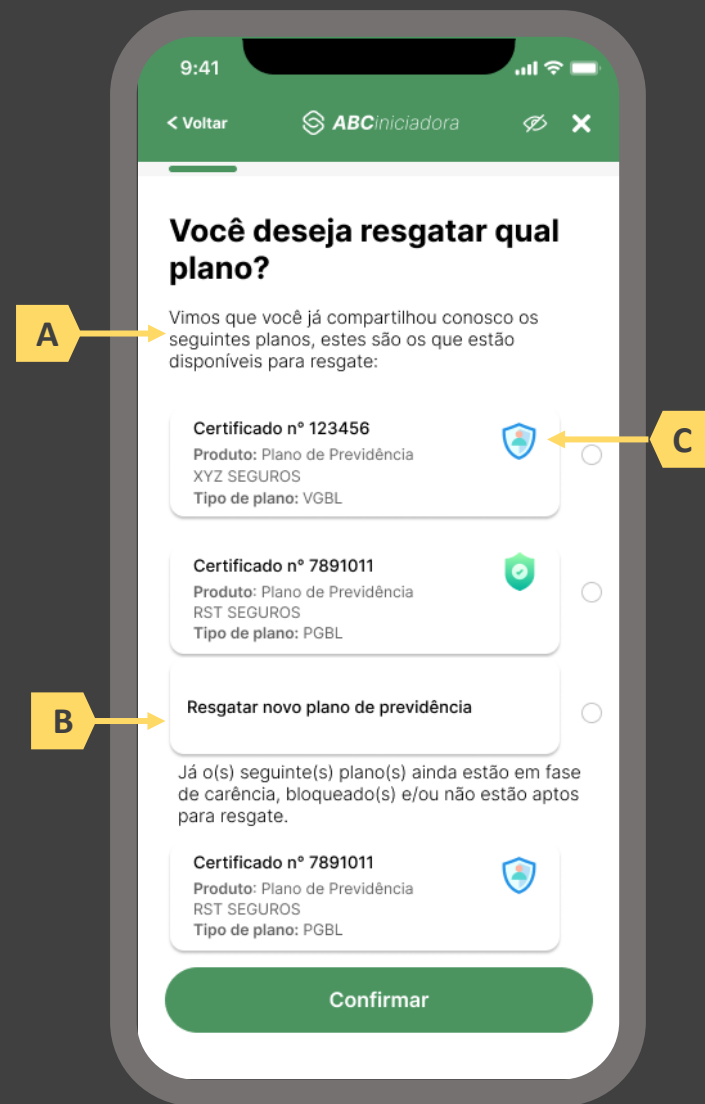 9:41
< Voltar
ABCiniciadora
Você deseja resgatar qual
plano?
A
Vimos que você já compartilhou conosco os
seguintes planos, estes são os que estão
disponíveis para resgate:
Certificado n° 123456
Produto: Plano de Previdência
XYZ SEGUROS
Tipo de plano: VGBL
C
Certificado n° 7891011
Produto: Plano de Previdência
RST SEGUROS
Tipo de plano: PGBL
B
Resgatar novo plano de previdência
Já o(s) seguinte(s) plano(s) ainda estão em fase
de carência, bloqueado(s) e/ou não estão aptos
para resgate.
Certificado n° 7891011
Produto: Plano de Previdência
RST SEGUROS
Tipo de plano: PGBL
Confirmar